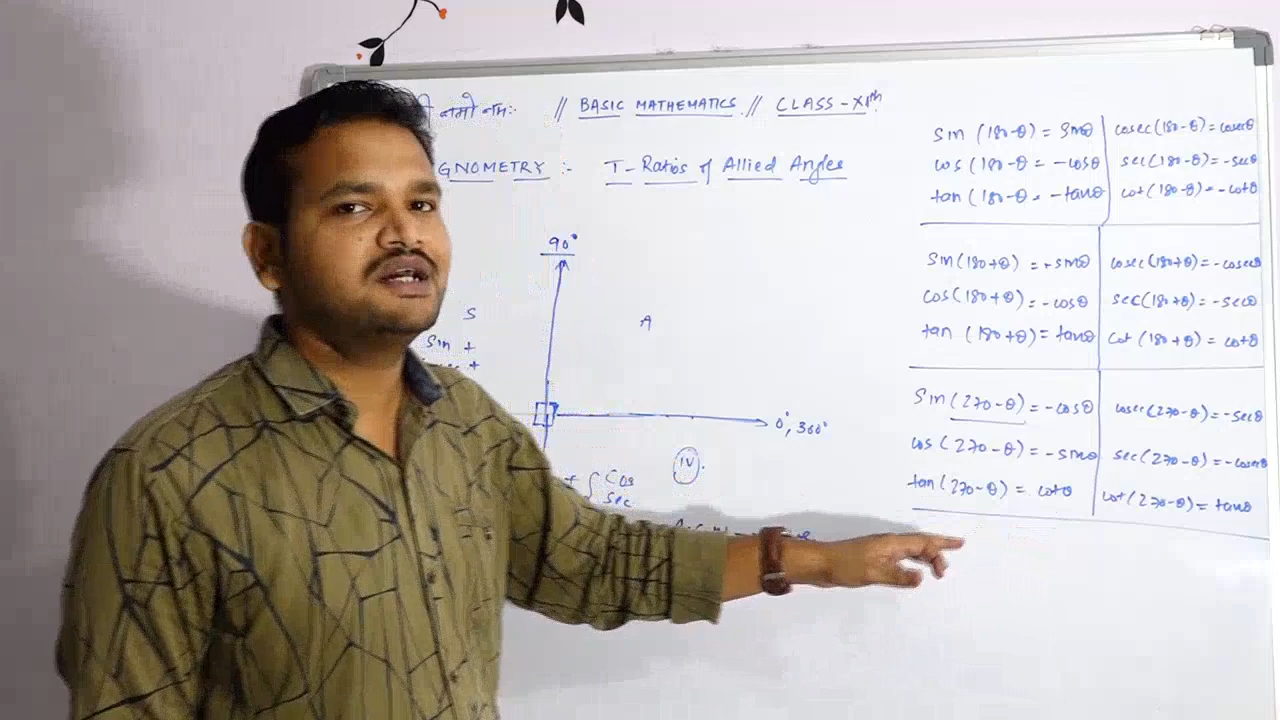 नमो नमः // BASIC MATHEMATICS // CLASS - XIth
GNOMETRY :- T-Ratios of Allied Angles
90°
S
A
Sin +
+
0°, 360°
IV
Cos
Sec
sin (180-θ) = sinθ
cos (180-θ = -cosθ
tan (180-θ = -tanθ
cosec(180-θ) = cosecθ
sec(180-θ) = -secθ
cot(180-θ) = -cotθ
sin(180+θ) = -sinθ
cos(180+θ) = -cosθ
tan (180+θ) = tanθ
cosec(180+θ) = -cosecθ
sec(180+θ) = -secθ
cot (180+θ) = cotθ
sin(270-θ) = -cosθ
cos(270-θ) = -sinθ
tan(270-θ) = cotθ
cosec(270-θ) = -secθ
sec(270-θ) = -cosecθ
cot(270-θ) = tanθ